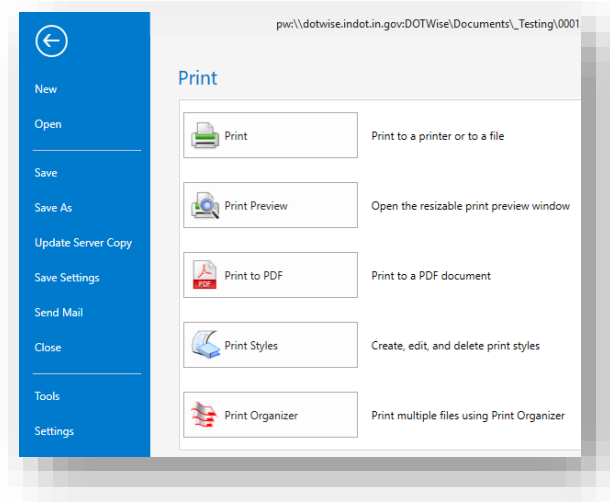 pw:\\dotwise.indot.in.gov:DOTWise\Documents\_Testing\0001
Print
New
Open
Save
Save As
Update Server Copy
Save Settings
Send Mail
Close
Tools
Settings
Print
Print to a printer or to a file
Print Preview
Open the resizable print preview window
PDF
Print to PDF
Print to a PDF document
Print Styles
Create, edit, and delete print styles
Print Organizer
Print multiple files using Print Organizer